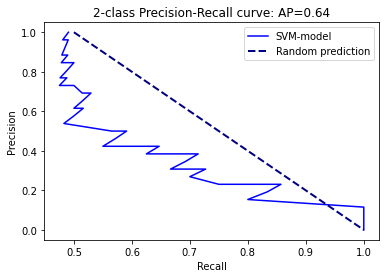 2-class Precision-Recall curve: AP=0.64
SVM-model
Random prediction
Precision
1.0
0.8
0.6
0.4
0.2
0.0
0.5 0.6 0.7 0.8 0.9 1.0
Recall